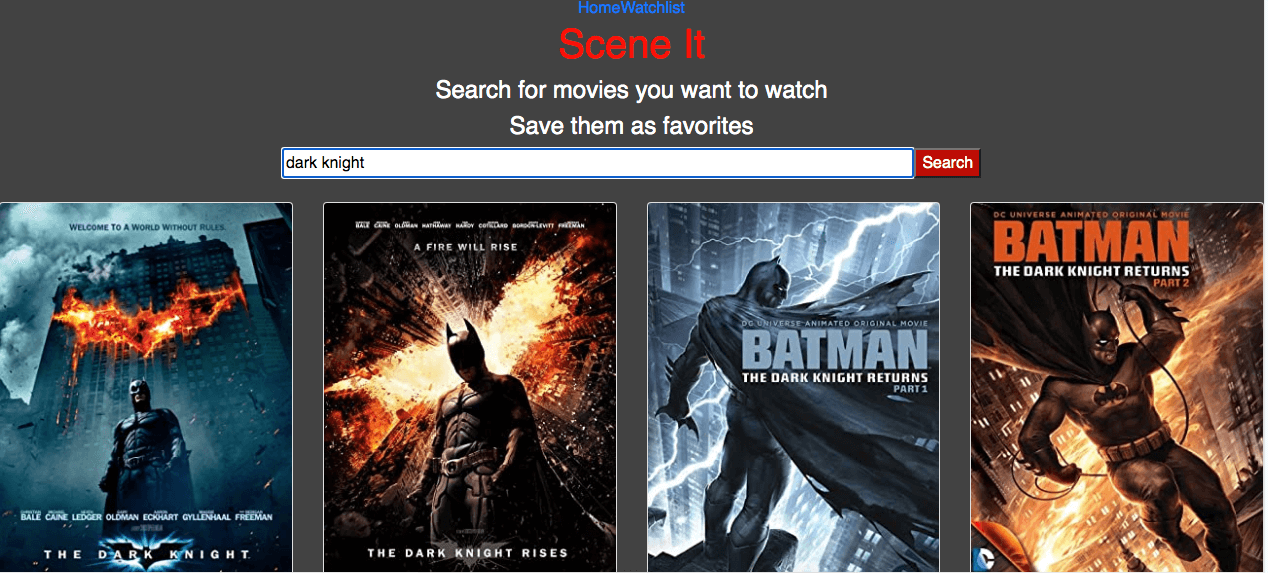 HomeWatchlist
Scene It
Search for movies you want to watch
Save them as favorites
dark knight
Search
WELCOME TO A WORLD WITHOUT RULES.
BALE CAINE LEDGER OLDMAN ECKHART GYLLENHAAL FREEMAN
THE DARK KNIGHT
BALE CAINE OLDMAN HATHAWAY HARDY COTILLARD GORDON-LEVITT FREEMAN
A FIRE WILL RISE
THE DARK KNIGHT RISES
DC UNIVERSE ANIMATED ORIGINAL MOVIE
BATMAN
THE DARK KNIGHT RETURNS
PART 1
DC UNIVERSE ANIMATED ORIGINAL MOVIE
BATMAN
THE DARK KNIGHT RETURNS
PART 2
DC